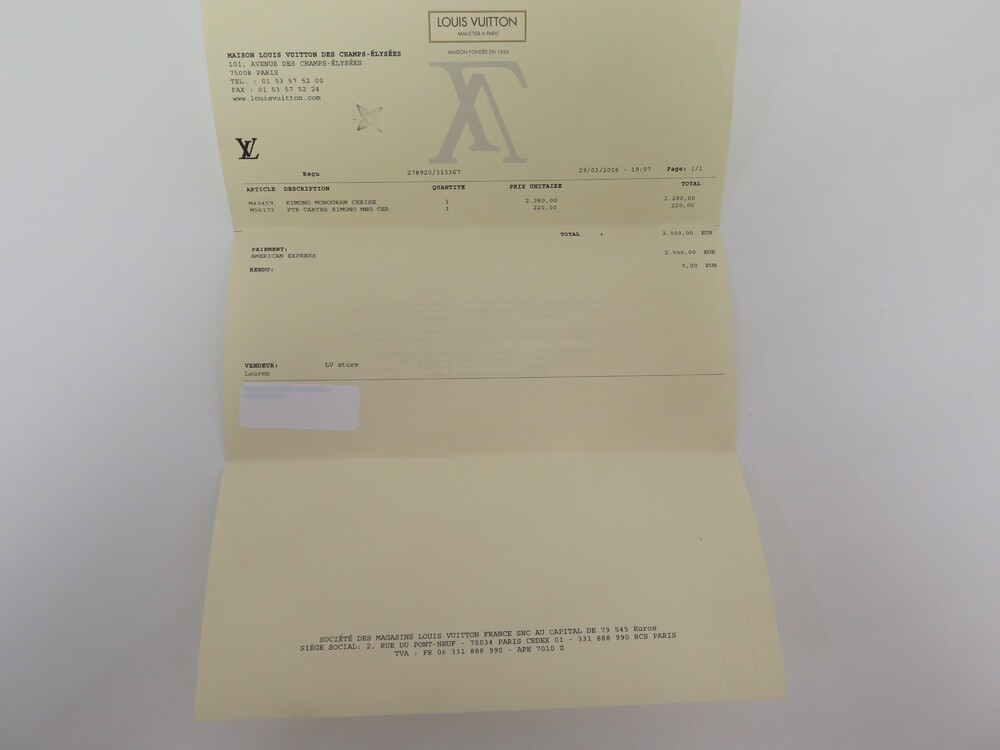 LOUIS VUITTON
MALLETIER A PARIS
MAISON FONDÉE EN 1854
MAISON LOUIS VUITTON DES CHAMPS-ÉLYSÉES
101, AVENUE DES CHAMPS-ÉLYSÉES
75008 PARIS
TEL. : 01 53 57 52 00
FAX : 01 53 57 52 24
www.louisvuitton.com
LV
Reçu 278920/313367 29/03/2016 - 19:07 Page: 1/1
ARTICLE DESCRIPTION QUANTITE PRIX UNITAIRE TOTAL
M40459 KIMONO MONOGRAM CERISE 1 2.280,00 2.280,00
M56172 PTE CARTES KIMONO MNG CER 1 220,00 220,00
TOTAL : 2.500,00 EUR
PAIEMENT:
AMERICAN EXPRESS 2.500,00 EUR
RENDU: 0,00 EUR
VENDEUR: LV store
Lauren
SOCIÉTÉ DES MAGASINS LOUIS VUITTON FRANCE SNC AU CAPITAL DE 79 545 Euros
SIÈGE SOCIAL: 2, RUE DU PONT-NEUF - 75034 PARIS CEDEX 01 - 331 888 990 RCS PARIS
TVA : FR 06 331 888 990 - APE 7010 Z